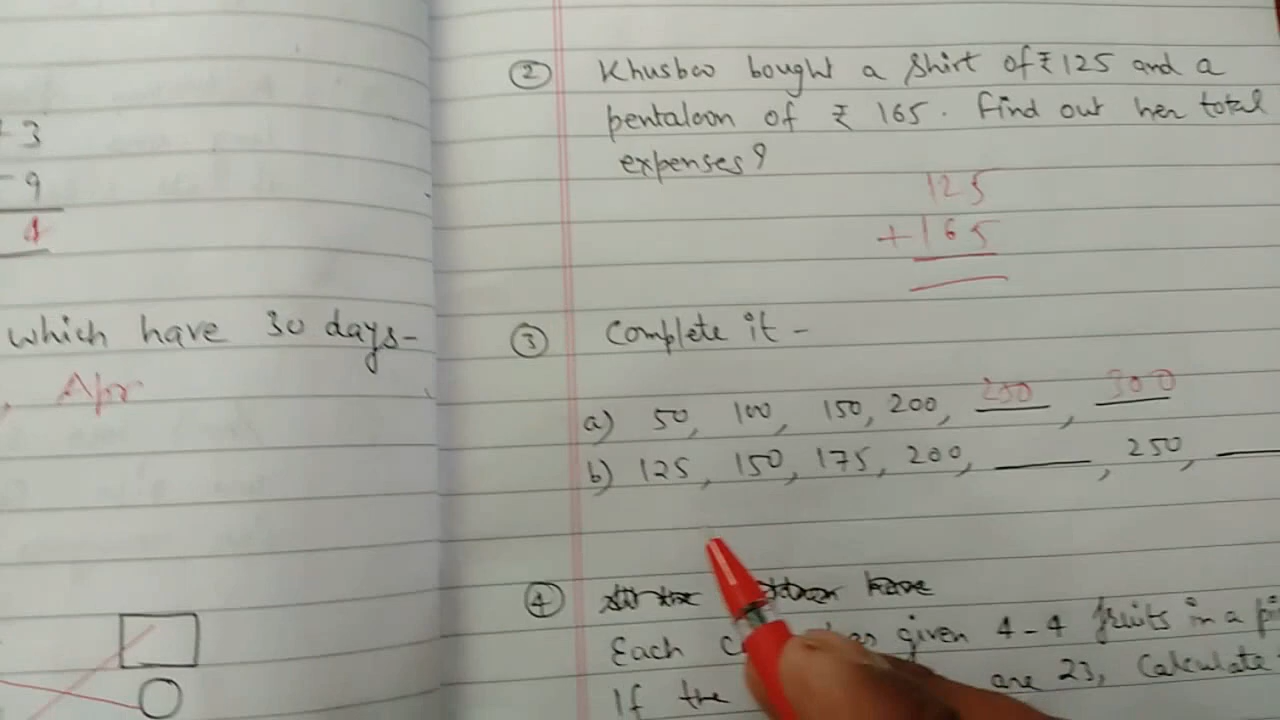 3
- 9
4
which have 30 days-
, Apr
② Khusboo bought a shirt of ₹125 and a
pentaloon of ₹ 165. Find out her total
expenses?
125
+165
③ Complete it -
a) 50, 100, 150, 200, 250, 300
b) 125, 150, 175, 200, ____, 250, ____
④ have
Each given 4-4 fruits in a
If the are 23, Calculate